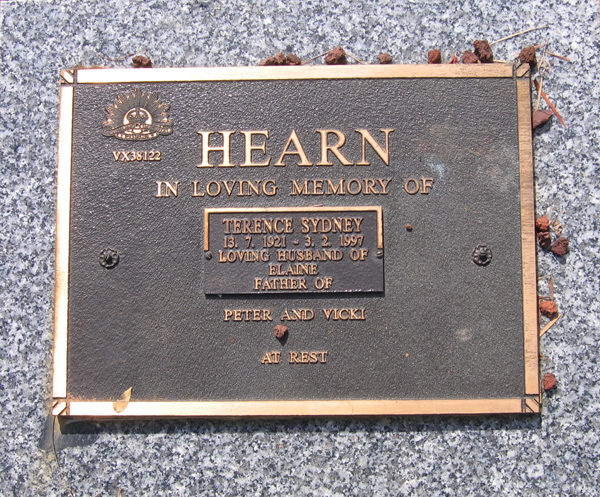 VX38122
HEARN
IN LOVING MEMORY OF
TERENCE SYDNEY
13. 7. 1921 - 3. 2. 1997
LOVING HUSBAND OF
ELAINE
FATHER OF
PETER AND VICKI
AT REST